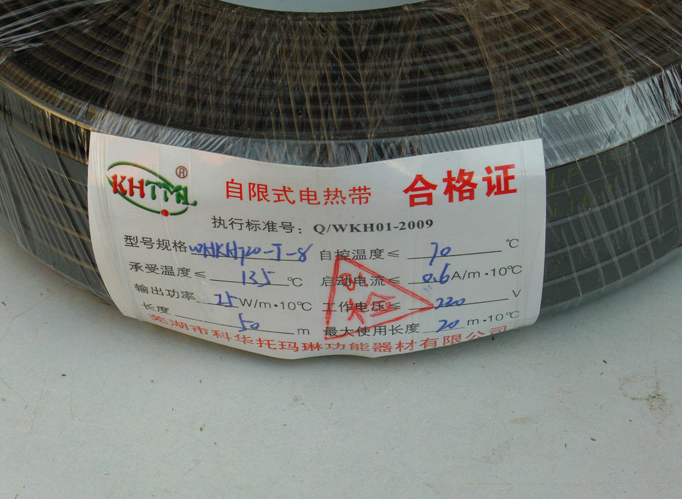 KHTML ®
自限式电热带 合格证
执行标准号：Q/WKH01-2009
型号规格 自控温度≤ 70 ℃
承受温度≤ 135 ℃ 启动电流≤ 0.6 A/m·10℃
输出功率 25 W/m·10℃ 工作电压≤ 220 V
长度 50 m 最大使用长度 20 m·10℃
芜湖市科华托玛琳功能器材有限公司